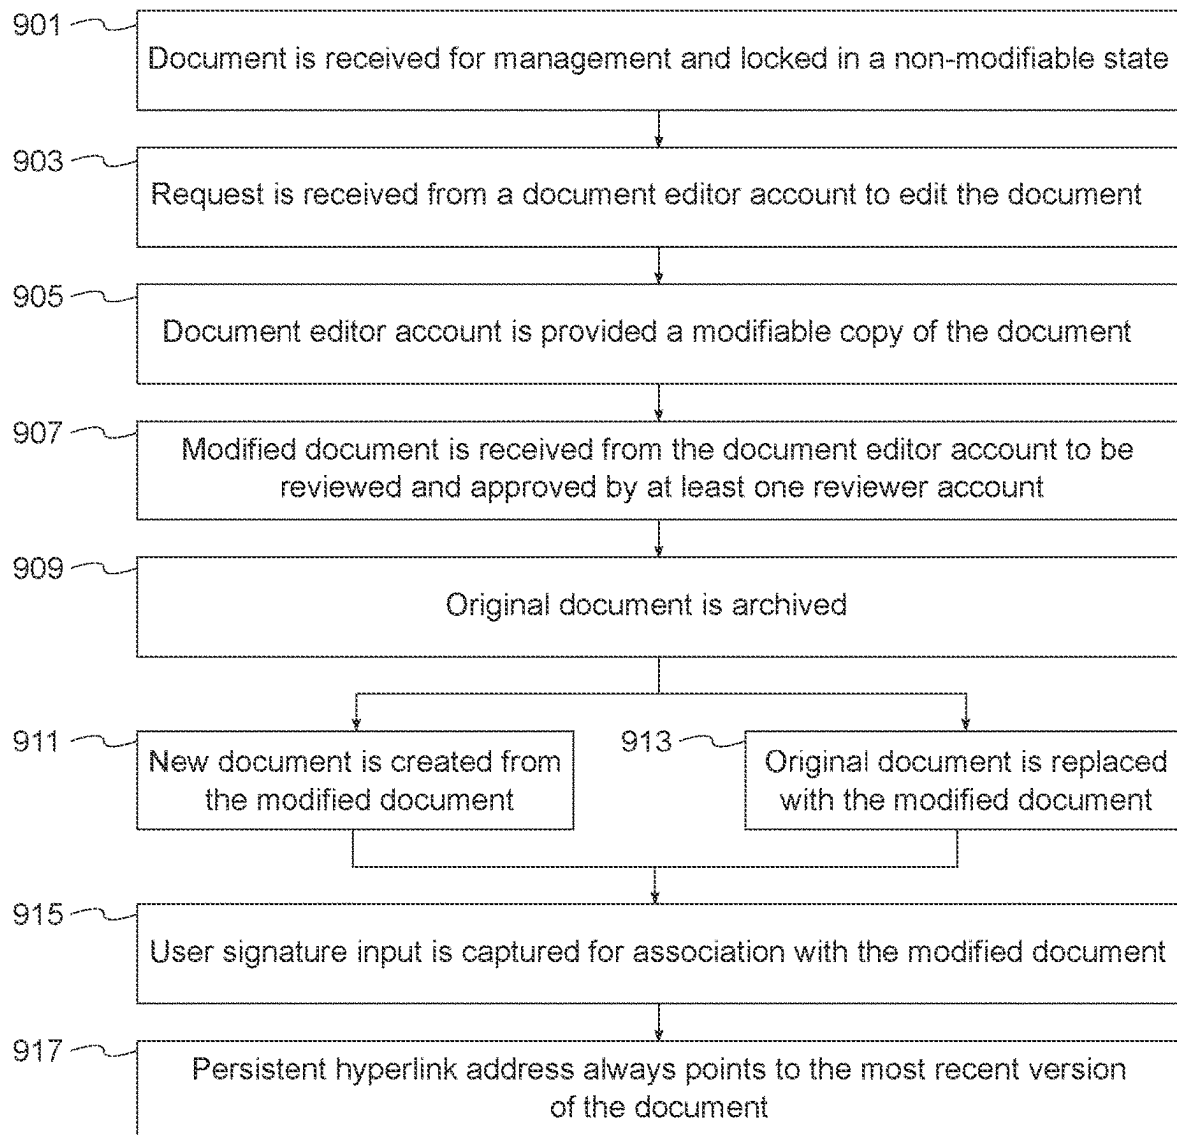 901
Document is received for management and locked in a non-modifiable state
903
Request is received from a document editor account to edit the document
905
Document editor account is provided a modifiable copy of the document
907
Modified document is received from the document editor account to be
reviewed and approved by at least one reviewer account
909
Original document is archived
911
New document is created from
the modified document
913
Original document is replaced
with the modified document
915
User signature input is captured for association with the modified document
917
Persistent hyperlink address always points to the most recent version
of the document